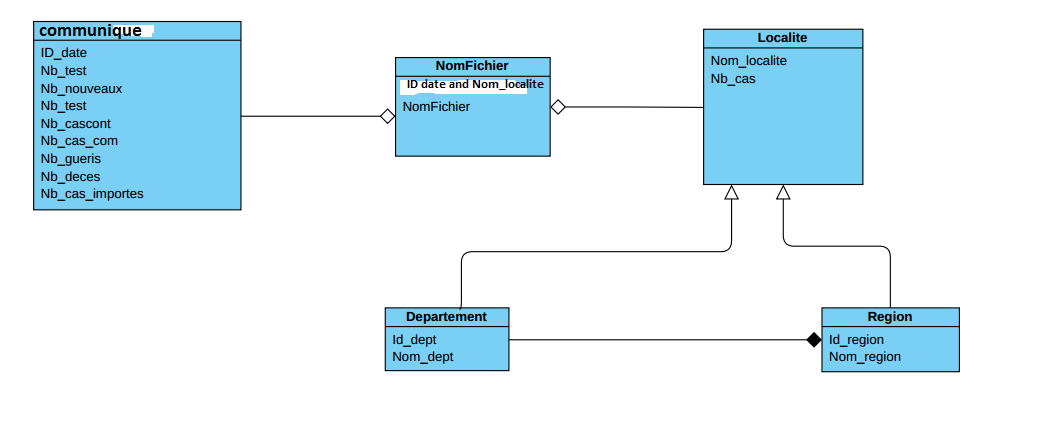 communique
ID_date
Nb_test
Nb_nouveaux
Nb_test
Nb_cascont
Nb_cas_com
Nb_gueris
Nb_deces
Nb_cas_importes
NomFichier
ID date and Nom_localite
NomFichier
Localite
Nom_localite
Nb_cas
Departement
Id_dept
Nom_dept
Region
Id_region
Nom_region